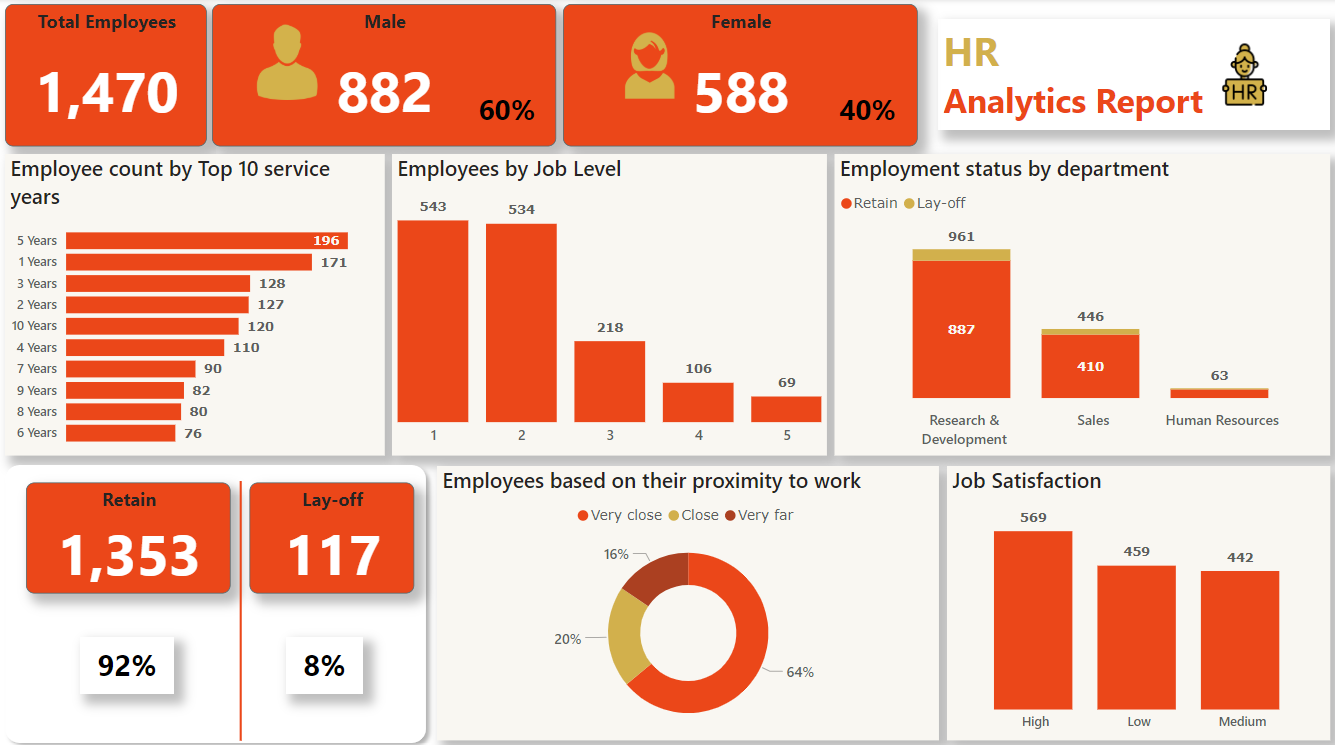 Total Employees
1,470
Male
882
60%
Female
588
40%
HR
Analytics Report
HR
Employee count by Top 10 service
years
5 Years 196
1 Years 171
3 Years 128
2 Years 127
10 Years 120
4 Years 110
7 Years 90
9 Years 82
8 Years 80
6 Years 76
Employees by Job Level
543
534
218
106
69
1 2 3 4 5
Employment status by department
Retain Lay-off
961
887
446
410
63
Research &
Development
Sales
Human Resources
Retain
1,353
92%
Lay-off
117
8%
Employees based on their proximity to work
Very close Close Very far
16%
20%
64%
Job Satisfaction
569
459
442
High Low Medium